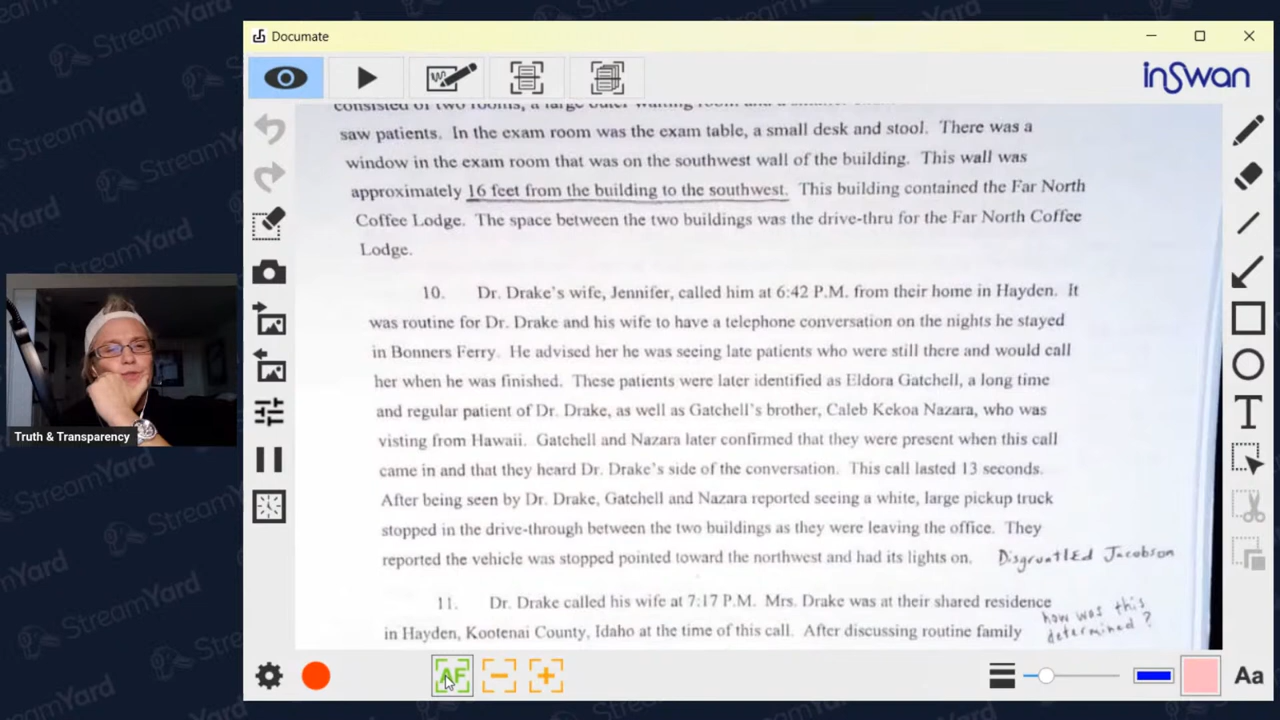 StreamYard
Documate
inSwan
saw patients. In the exam room was the exam table, a small desk and stool. There was a
window in the exam room that was on the southwest wall of the building. This wall was
approximately 16 feet from the building to the southwest. This building contained the Far North
Coffee Lodge. The space between the two buildings was the drive-thru for the Far North Coffee
Lodge.
10. Dr. Drake's wife, Jennifer, called him at 6:42 P.M. from their home in Hayden. It
was routine for Dr. Drake and his wife to have a telephone conversation on the nights he stayed
in Bonners Ferry. He advised her he was seeing late patients who were still there and would call
her when he was finished. These patients were later identified as Eldora Gatchell, a long time
and regular patient of Dr. Drake, as well as Gatchell's brother, Caleb Kekoa Nazara, who was
visting from Hawaii. Gatchell and Nazara later confirmed that they were present when this call
came in and that they heard Dr. Drake's side of the conversation. This call lasted 13 seconds.
After being seen by Dr. Drake, Gatchell and Nazara reported seeing a white, large pickup truck
stopped in the drive-through between the two buildings as they were leaving the office. They
reported the vehicle was stopped pointed toward the northwest and had its lights on. Disgruntled Jacobson
11. Dr. Drake called his wife at 7:17 P.M. Mrs. Drake was at their shared residence
how was this
in Hayden, Kootenai County, Idaho at the time of this call. After discussing routine family
determined?
Truth & Transparency
AF
T
Aa